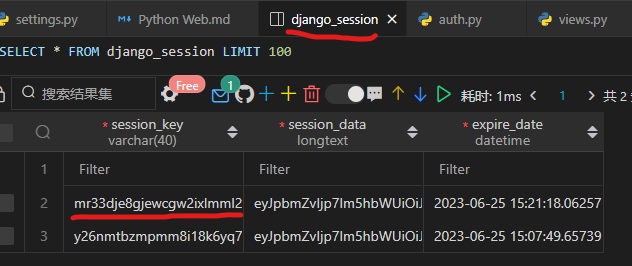 settings.py Python Web.md django_session auth.py views.py
SELECT * FROM django_session LIMIT 100
搜索结果集 Free 1 耗时: 1ms 1 共 2
* session_key * session_data * expire_date
varchar(40) longtext datetime
1 Filter Filter Filter
2 mr33dje8gjewcgw2ixlmml2 eyJpbmZvIjp7Im5hbWUiOiJ 2023-06-25 15:21:18.06257
3 y26nmtbzmpmm8i18k6yq7 eyJpbmZvIjp7Im5hbWUiOiJ 2023-06-25 15:07:49.65739